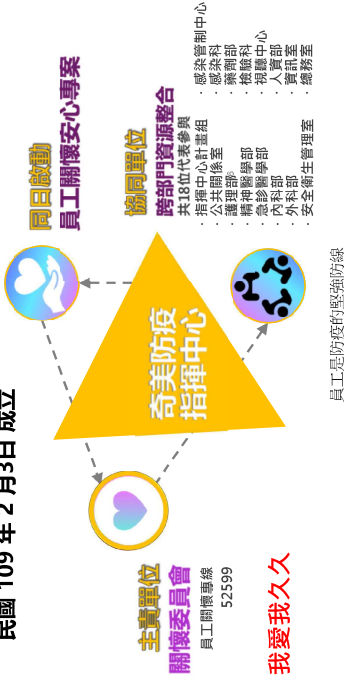 民國 109 年 2 月3日 成立
同日啟動
員工關懷安心專案
主責單位
關懷委員會
員工關懷專線
52599
我愛我久久
奇美防疫
指揮中心
協同單位
跨部門資源整合
共18位代表參與
・指揮中心計畫組
・公共關係室
・護理部
・精神醫學部
・急診醫學部
・內科部
・外科部
・安全衛生管理室
・感染管制中心
・感染科
・藥劑部
・檢驗科
・視聽中心
・人資部
・資訊室
・總務室
員工是防疫的堅強防線